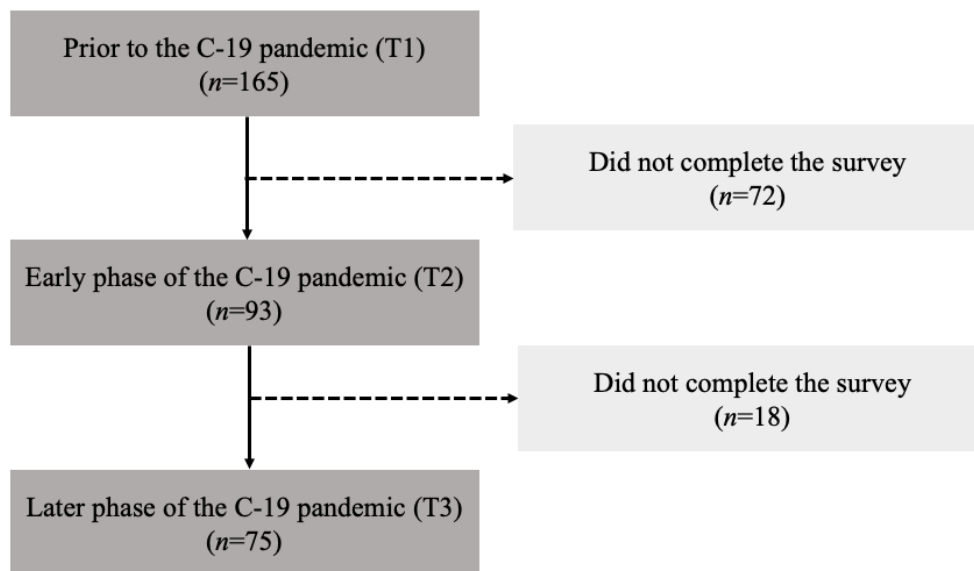 Prior to the C-19 pandemic (T1)
(n=165)
Did not complete the survey
(n=72)
Early phase of the C-19 pandemic (T2)
(n=93)
Did not complete the survey
(n=18)
Later phase of the C-19 pandemic (T3)
(n=75)